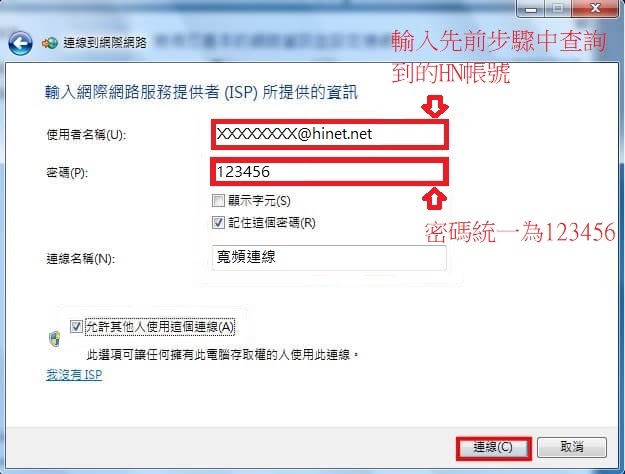 連線到網際網路
輸入先前步驟中查詢
到的HN帳號
輸入網際網路服務提供者 (ISP) 所提供的資訊
使用者名稱(U):
XXXXXXXX@hinet.net
密碼(P):
123456
顯示字元(S)
記住這個密碼(R)
密碼統一為123456
連線名稱(N):
寬頻連線
允許其他人使用這個連線(A)
此選項可讓任何擁有此電腦存取權的人使用此連線。
我沒有 ISP
連線(C)
取消